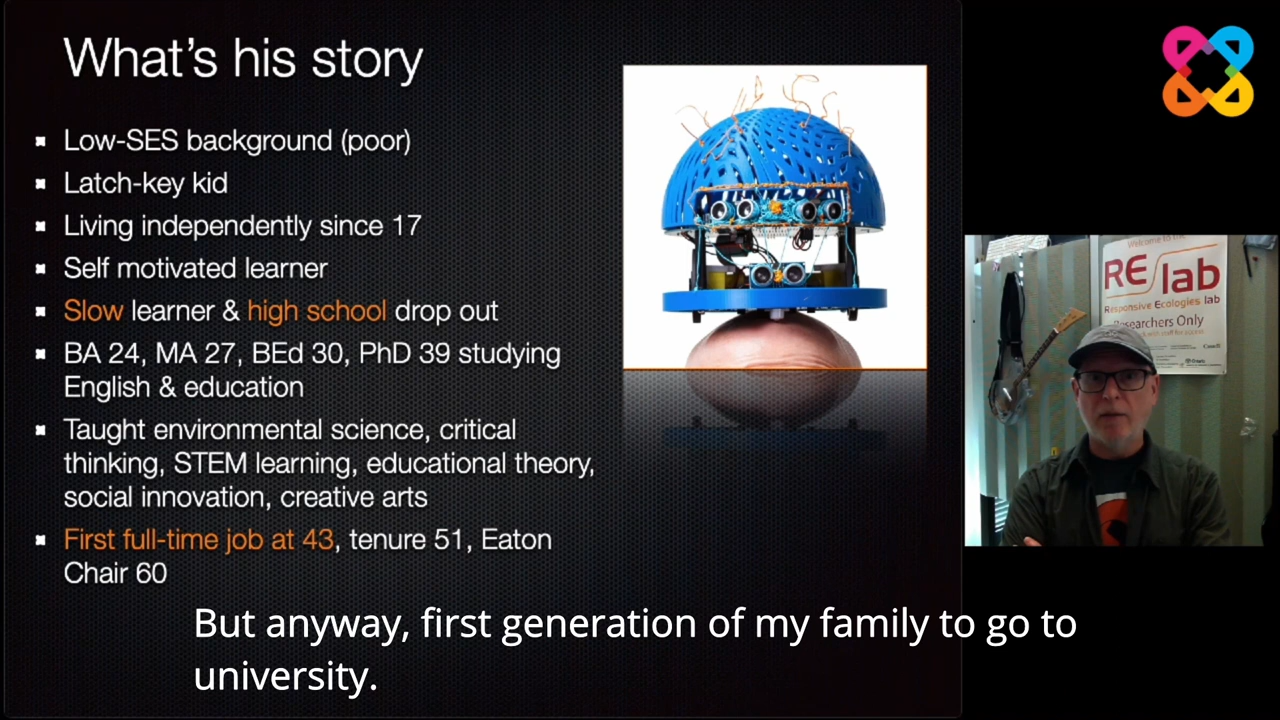 What's his story
Low-SES background (poor)
Latch-key kid
Living independently since 17
Self motivated learner
Slow learner & high school drop out
BA 24, MA 27, BEd 30, PhD 39 studying
English & education
Taught environmental science, critical
thinking, STEM learning, educational theory,
social innovation, creative arts
First full-time job at 43, tenure 51, Eaton
Chair 60
Welcome to the
RE/lab
Responsive Ecologies lab
Researchers Only
But anyway, first generation of my family to go to
university.